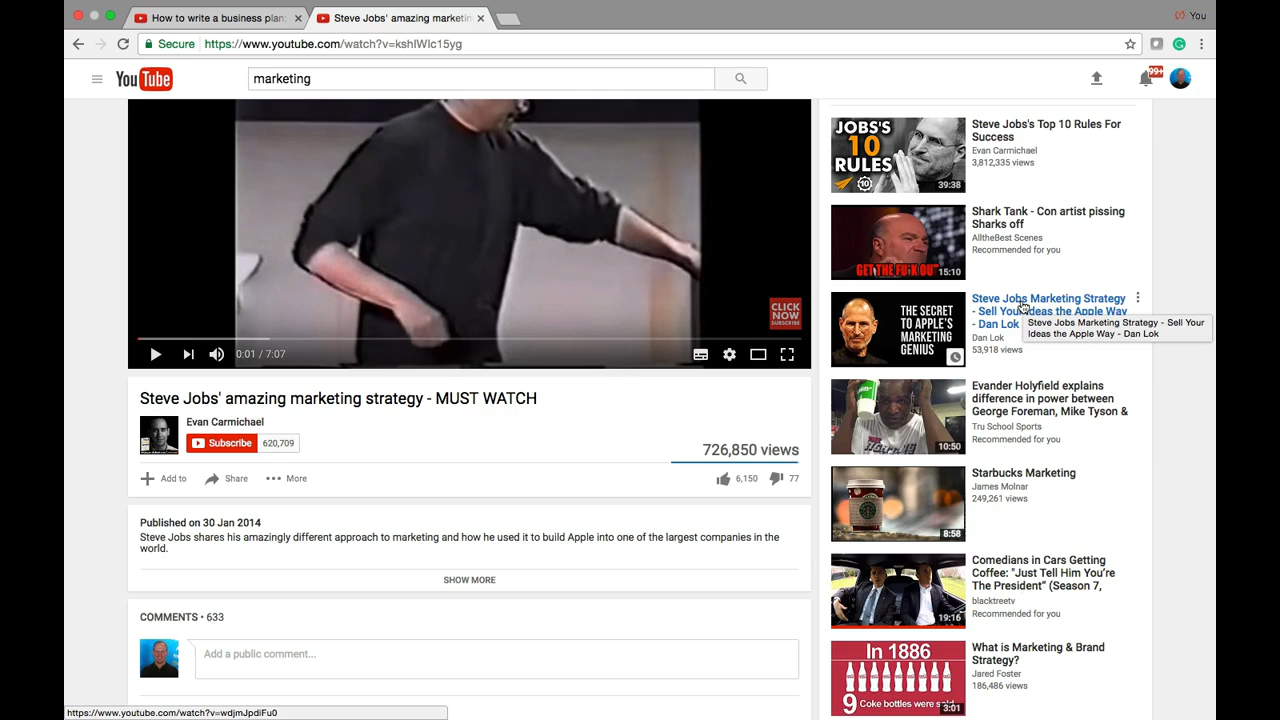 How to write a business plan:
Steve Jobs' amazing marketin
You
Secure
https://www.youtube.com/watch?v=kshIWIc15yg
YouTube
marketing
99+
CLICK
NOW
SUBSCRIBE
0:01 / 7:07
Steve Jobs' amazing marketing strategy - MUST WATCH
Evan Carmichael
Subscribe 620,709
726,850 views
Add to Share More 6,150 77
Published on 30 Jan 2014
Steve Jobs shares his amazingly different approach to marketing and how he used it to build Apple into one of the largest companies in the
world.
SHOW MORE
COMMENTS • 633
Add a public comment...
https://www.youtube.com/watch?v=wdjmJpdiFu0
JOBS'S
10
RULES
10
39:38
Steve Jobs's Top 10 Rules For
Success
Evan Carmichael
3,812,335 views
GET THE FU*K OUT
15:10
Shark Tank - Con artist pissing
Sharks off
AlltheBest Scenes
Recommended for you
THE SECRET
TO APPLE'S
MARKETING
GENIUS
Steve Jobs Marketing Strategy
- Sell Your Ideas the Apple Way
- Dan Lok
Dan Lok
53,918 views
Steve Jobs Marketing Strategy - Sell Your
Ideas the Apple Way - Dan Lok
10:50
Evander Holyfield explains
difference in power between
George Foreman, Mike Tyson &
Tru School Sports
Recommended for you
8:58
Starbucks Marketing
James Molnar
249,261 views
19:16
Comedians in Cars Getting
Coffee: "Just Tell Him You're
The President" (Season 7,
blacktreetv
Recommended for you
In 1886
9 Coke bottles were sold
3:01
What is Marketing & Brand
Strategy?
Jared Foster
186,486 views